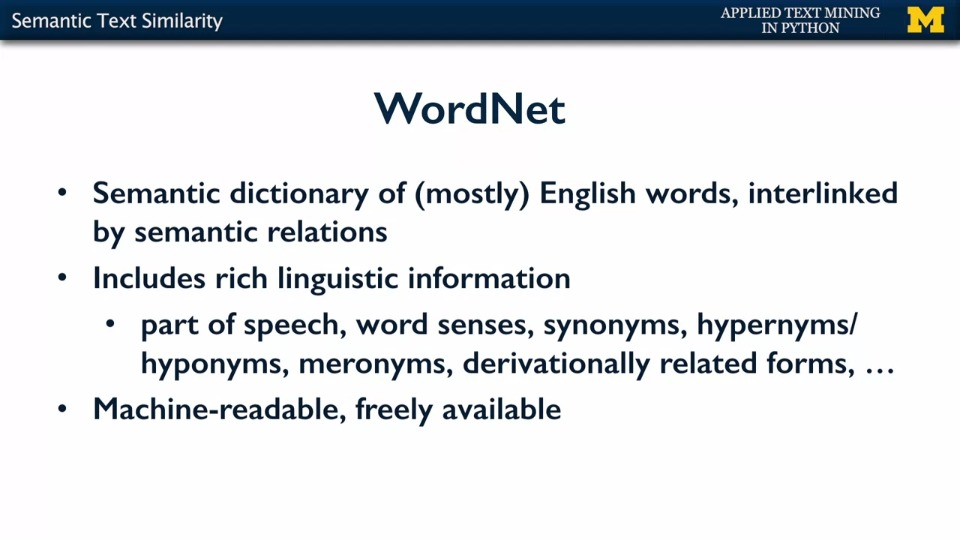 Semantic Text Similarity
APPLIED TEXT MINING
IN PYTHON
M
WordNet
• Semantic dictionary of (mostly) English words, interlinked
by semantic relations
• Includes rich linguistic information
• part of speech, word senses, synonyms, hypernyms/
hyponyms, meronyms, derivationally related forms, …
• Machine-readable, freely available